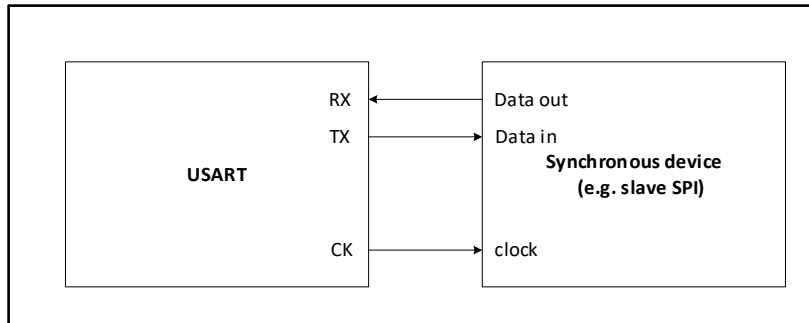 RX
Data out
TX
Data in
USART
Synchronous device
(e.g. slave SPI)
CK
clock